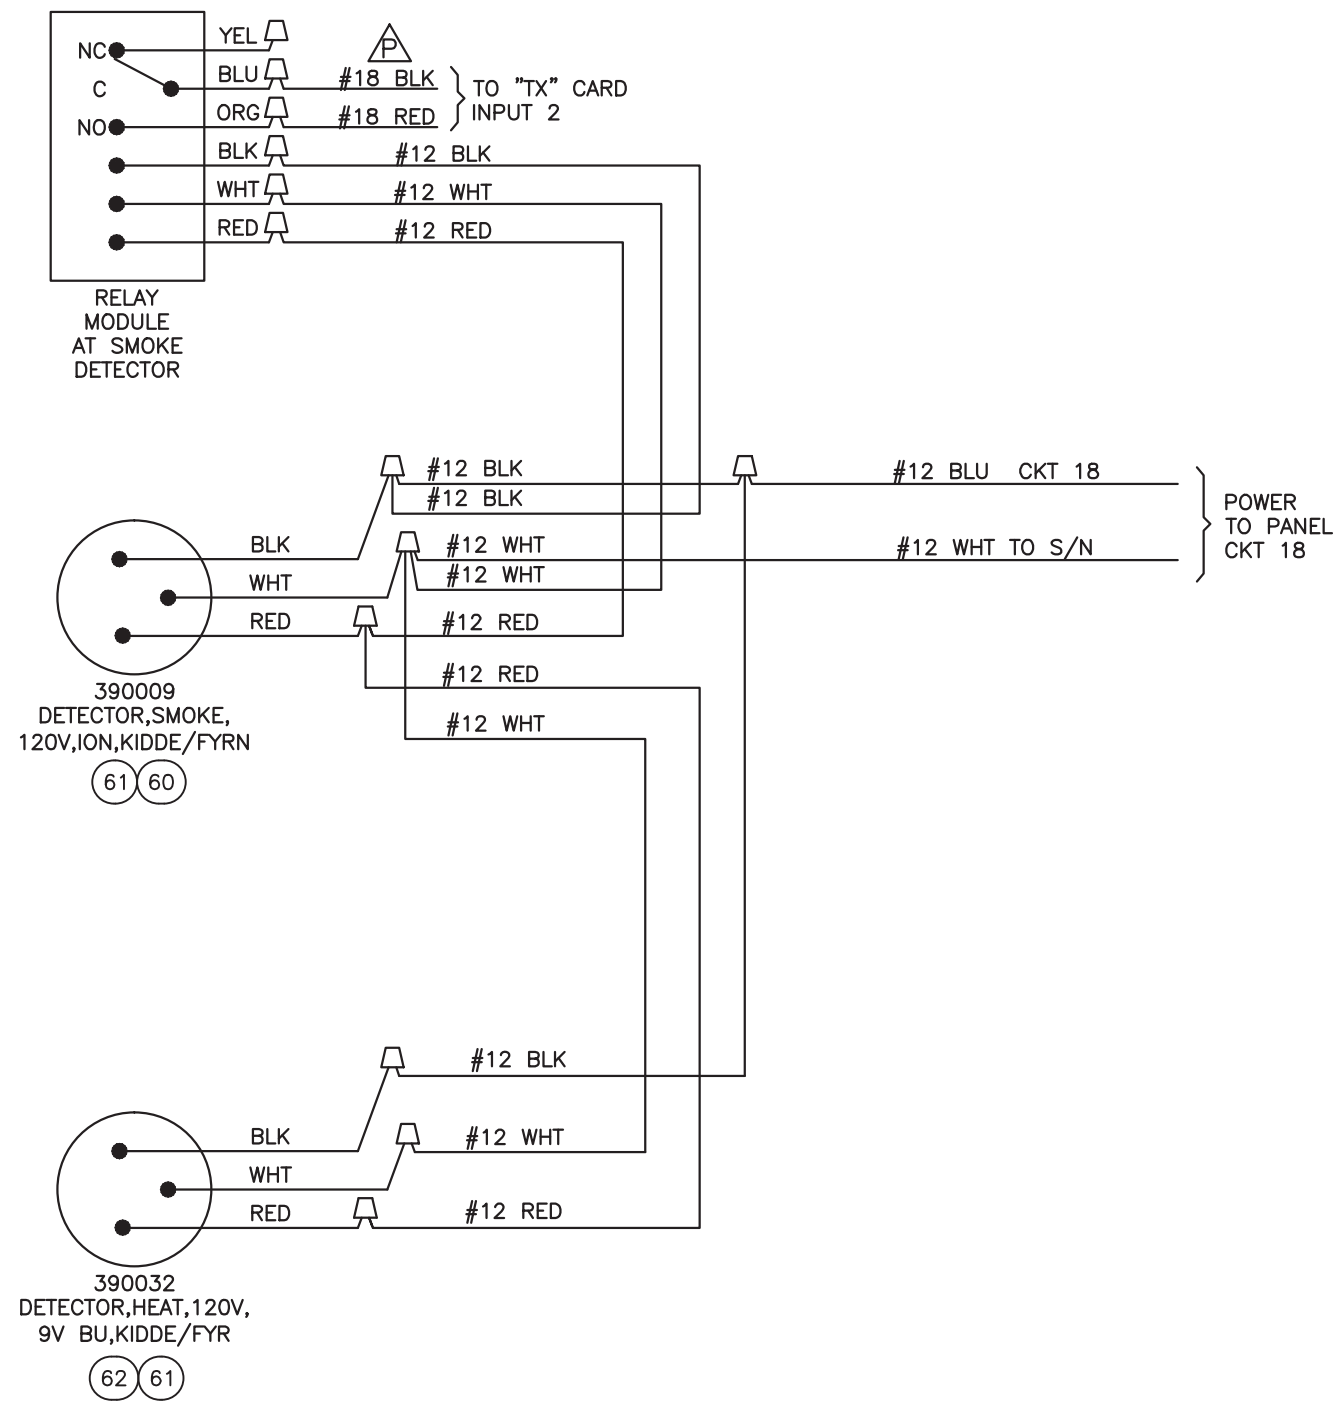 YEL
NC
P
BLU
#18 BLK
C
TO "TX" CARD
INPUT 2
ORG
#18 RED
NO
BLK
#12 BLK
WHT
#12 WHT
RED
#12 RED
RELAY
MODULE
AT SMOKE
DETECTOR
#12 BLK
#12 BLU CKT 18
#12 BLK
POWER
TO PANEL
CKT 18
BLK
#12 WHT
#12 WHT TO S/N
WHT
#12 WHT
RED
#12 RED
#12 RED
390009
DETECTOR,SMOKE,
120V,ION,KIDDE/FYRN
#12 WHT
61 60
#12 BLK
BLK
#12 WHT
WHT
RED
#12 RED
390032
DETECTOR,HEAT,120V,
9V BU,KIDDE/FYR
62 61